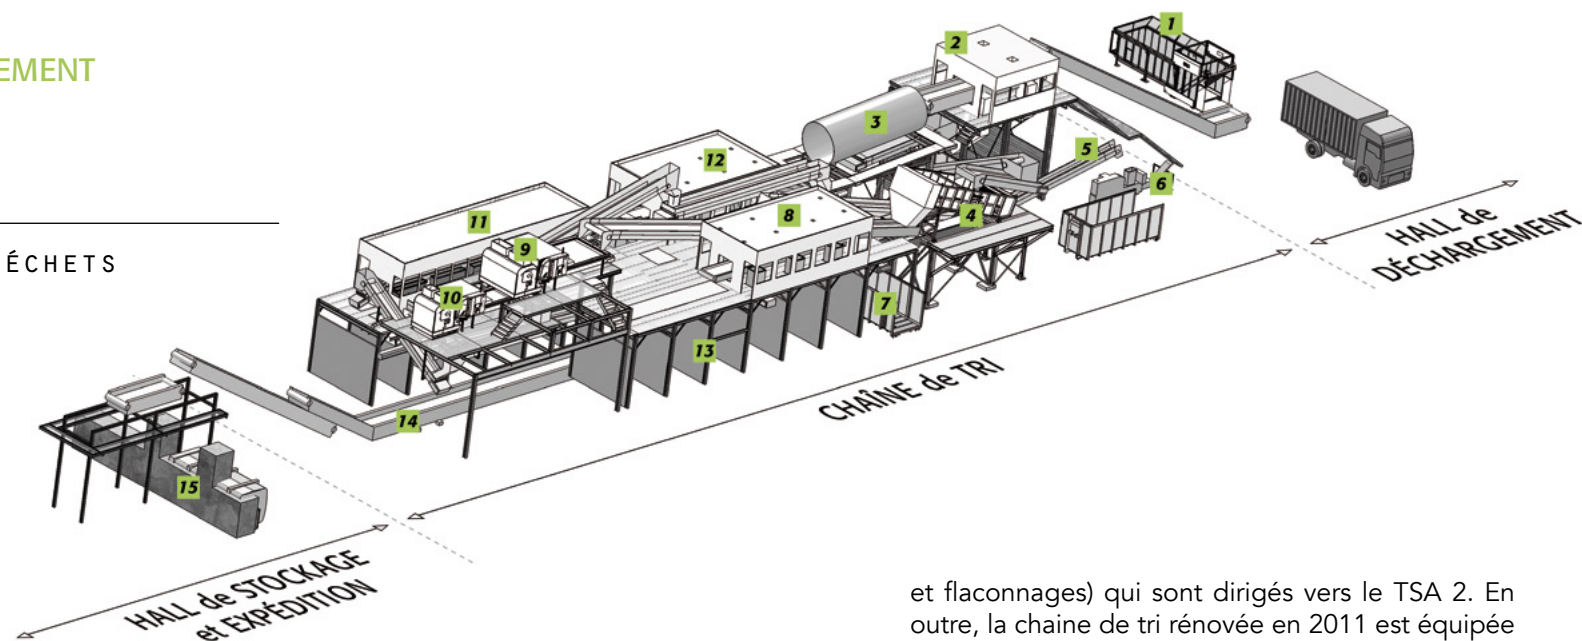 EMENT
ÉCHETS
1
2
3
4
5
6
7
8
9
10
11
12
13
14
15
HALL de
DÉCHARGEMENT
CHAÎNE de TRI
HALL de STOCKAGE
et EXPÉDITION
et flaconnages) qui sont dirigés vers le TSA 2. En
outre, la chaine de tri rénovée en 2011 est équipée